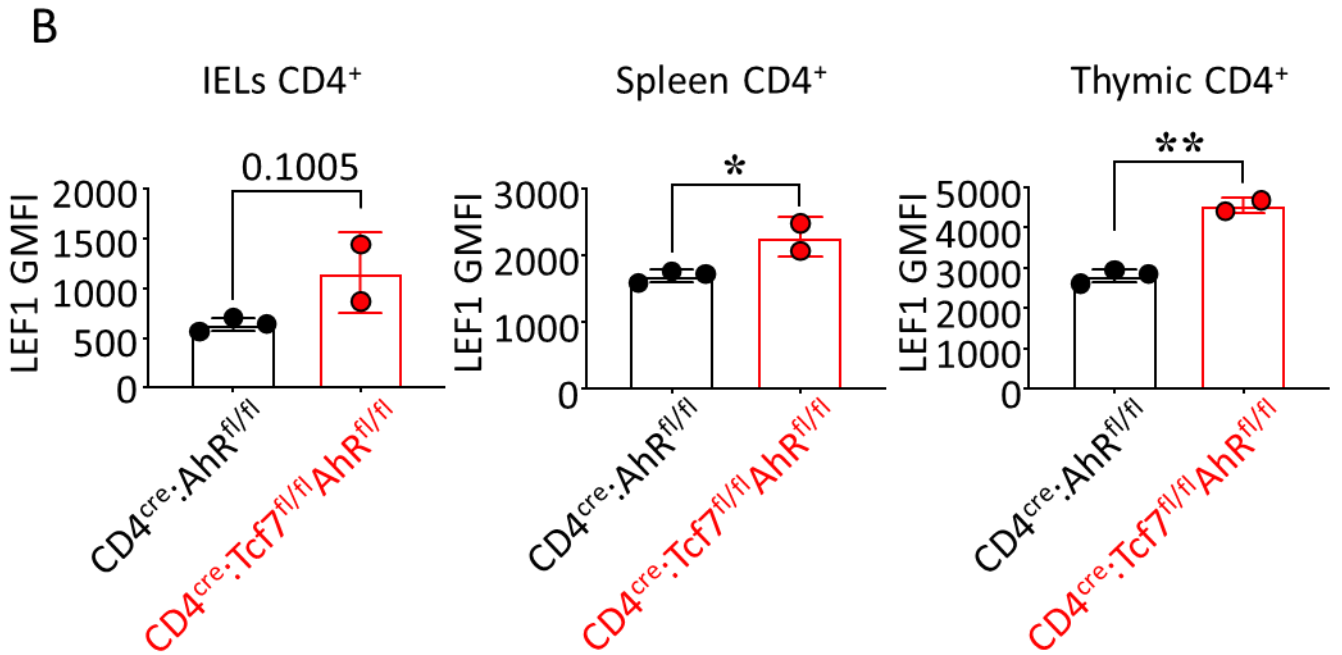 B
IELs CD4⁺
Spleen CD4⁺
Thymic CD4⁺
0.1005
*
**
LEF1 GMFI
2000
1500
1000
500
0
LEF1 GMFI
3000
2000
1000
0
LEF1 GMFI
5000
4000
3000
2000
1000
0
CD4ᶜʳᵉ:AhRᶠˡ/ᶠˡ
CD4ᶜʳᵉ:Tcf7ᶠˡ/ᶠˡAhRᶠˡ/ᶠˡ
CD4ᶜʳᵉ:AhRᶠˡ/ᶠˡ
CD4ᶜʳᵉ:Tcf7ᶠˡ/ᶠˡAhRᶠˡ/ᶠˡ
CD4ᶜʳᵉ:AhRᶠˡ/ᶠˡ
CD4ᶜʳᵉ:Tcf7ᶠˡ/ᶠˡAhRᶠˡ/ᶠˡ